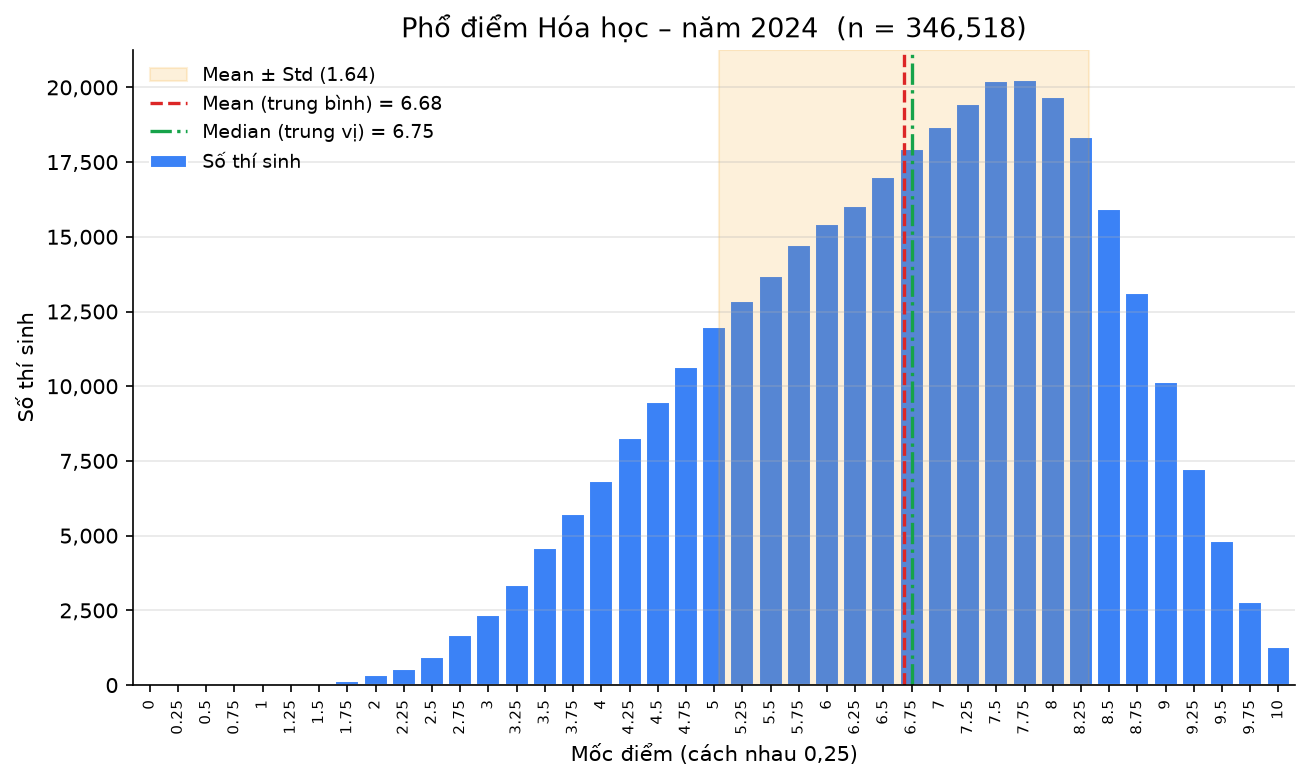 Phổ điểm Hóa học – năm 2024 (n = 346,518)
Mean ± Std (1.64)
Mean (trung bình) = 6.68
Median (trung vị) = 6.75
Số thí sinh
20,000
17,500
15,000
12,500
10,000
7,500
5,000
2,500
0
Số thí sinh
0 0.25 0.5 0.75 1 1.25 1.5 1.75 2 2.25 2.5 2.75 3 3.25 3.5 3.75 4 4.25 4.5 4.75 5 5.25 5.5 5.75 6 6.25 6.5 6.75 7 7.25 7.5 7.75 8 8.25 8.5 8.75 9 9.25 9.5 9.75 10
Mốc điểm (cách nhau 0,25)